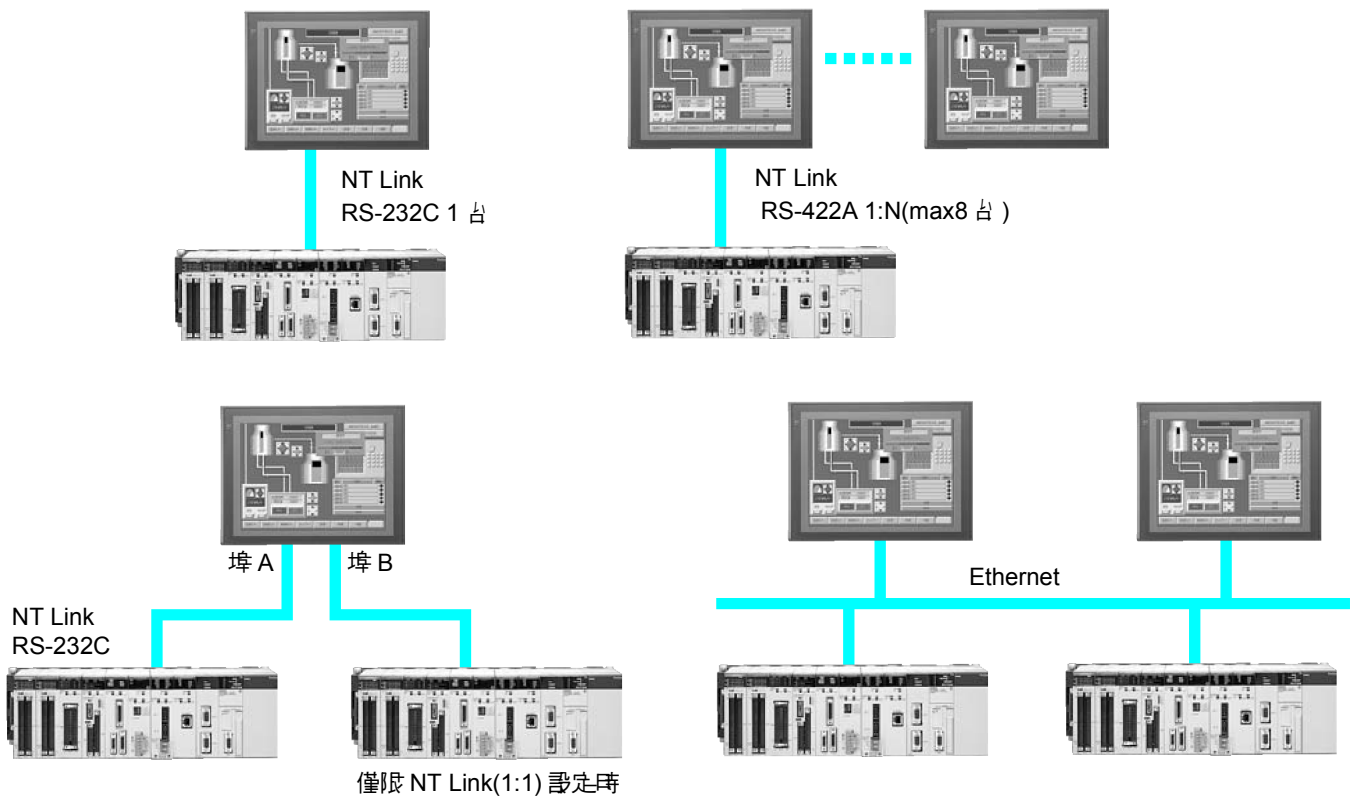 NT Link
RS-232C 1 台
NT Link
RS-422A 1:N(max8 台 )
埠 A
埠 B
NT Link
RS-232C
僅限 NT Link(1:1) 設定時
Ethernet